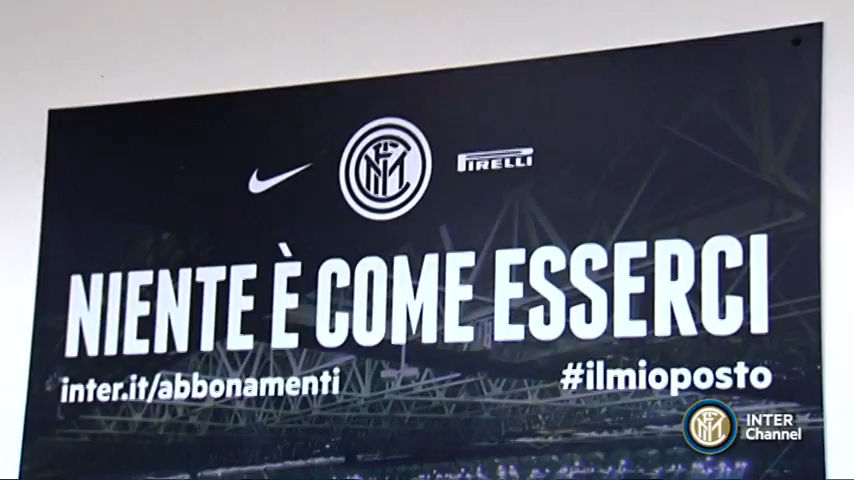 PIRELLI
NIENTE È COME ESSERCI
inter.it/abbonamenti
#ilmioposto
INTER
Channel